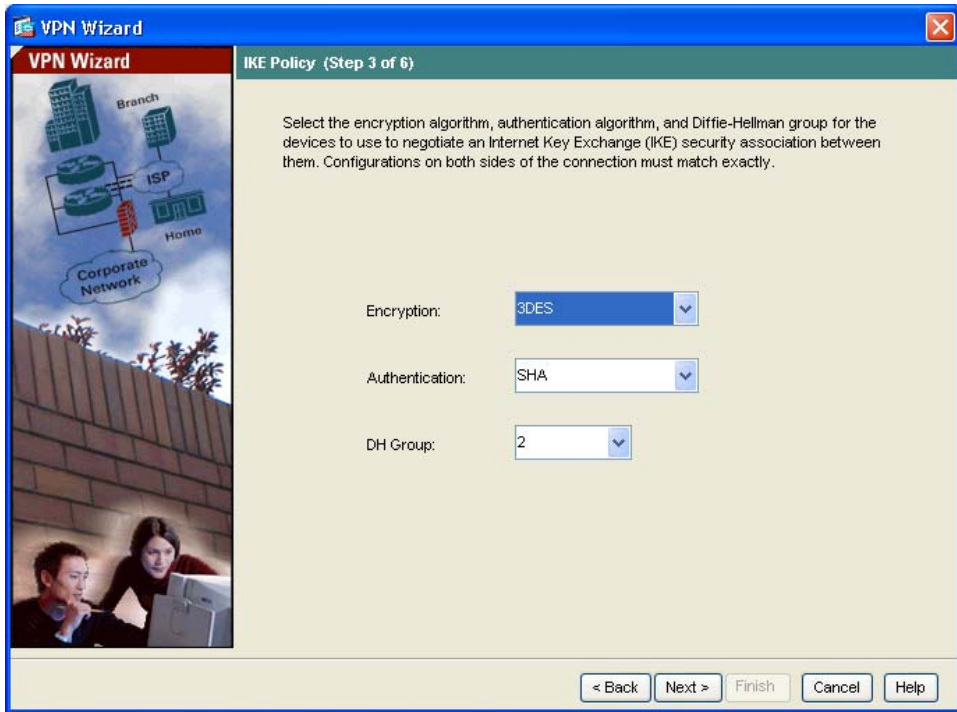 VPN Wizard
VPN Wizard
IKE Policy (Step 3 of 6)
Branch
ISP
Home
Corporate
Network
Select the encryption algorithm, authentication algorithm, and Diffie-Hellman group for the
devices to use to negotiate an Internet Key Exchange (IKE) security association between
them. Configurations on both sides of the connection must match exactly.
Encryption: 3DES
Authentication: SHA
DH Group: 2
< Back Next > Finish Cancel Help